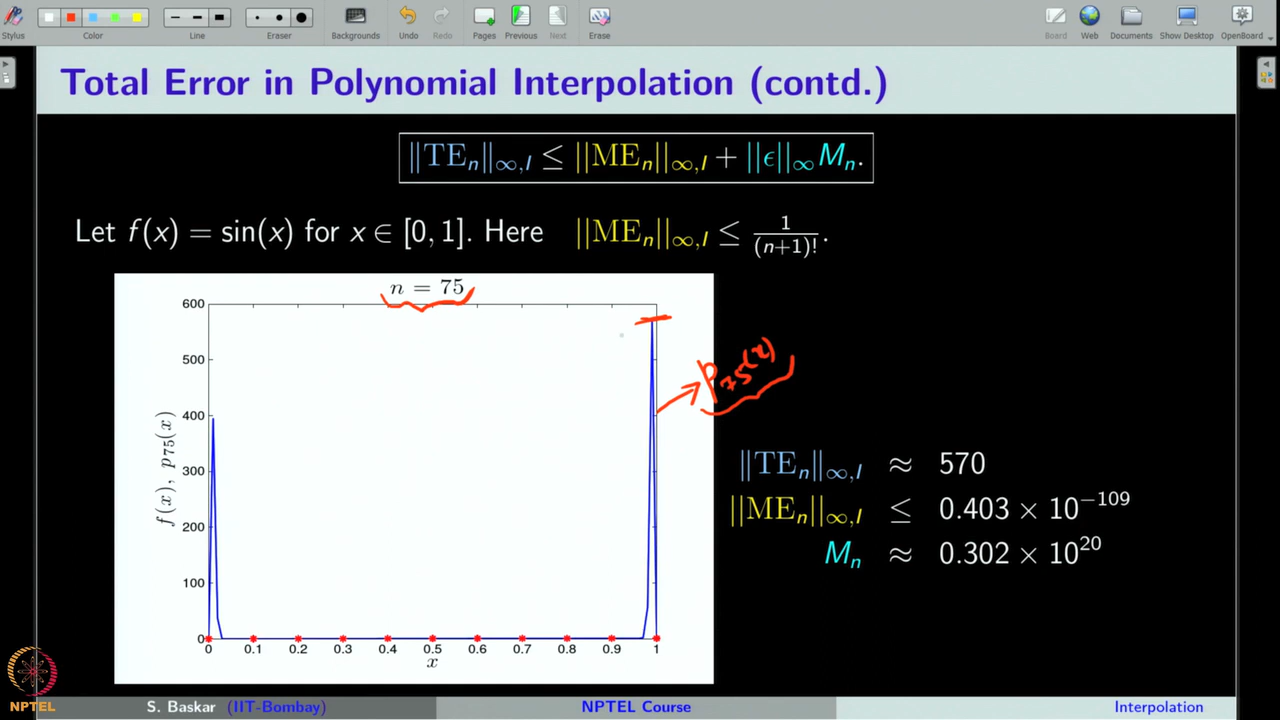 Stylus
Color
Line
Eraser
Backgrounds
Undo
Redo
Pages
Previous
Next
Erase
Board
Web
Documents
Show Desktop
OpenBoard
Total Error in Polynomial Interpolation (contd.)
||TEₙ||∞,I ≤ ||MEₙ||∞,I + ||ϵ||∞Mₙ.
Let f(x) = sin(x) for x ∈ [0, 1]. Here ||MEₙ||∞,I ≤ 1/(n+1)!.
n = 75
600
500
400
300
200
100
0
f(x), p₇₅(x)
0 0.1 0.2 0.3 0.4 0.5 0.6 0.7 0.8 0.9 1
x
p₇₅(x)
||TEₙ||∞,I ≈ 570
||MEₙ||∞,I ≤ 0.403 × 10⁻¹⁰⁹
Mₙ ≈ 0.302 × 10²⁰
NPTEL
S. Baskar (IIT-Bombay)
NPTEL Course
Interpolation